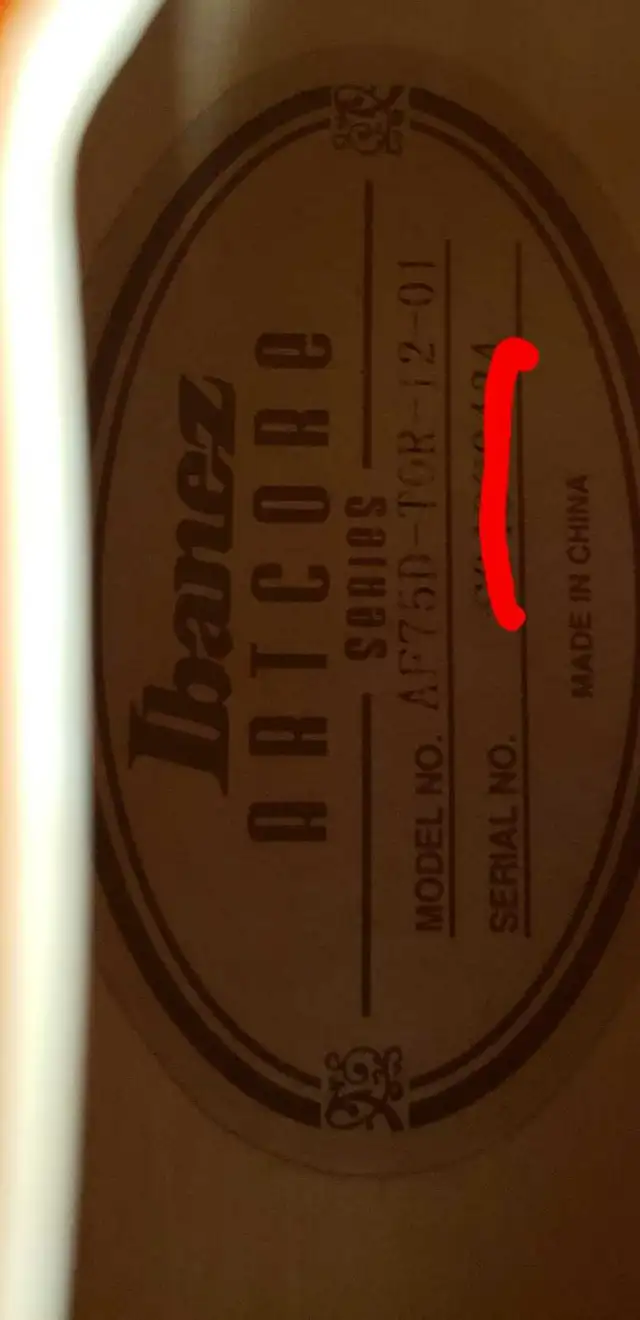 Ibanez
ARTCORE
SERIES
MODEL NO. AF75D-TGR-12-01
SERIAL NO.
MADE IN CHINA